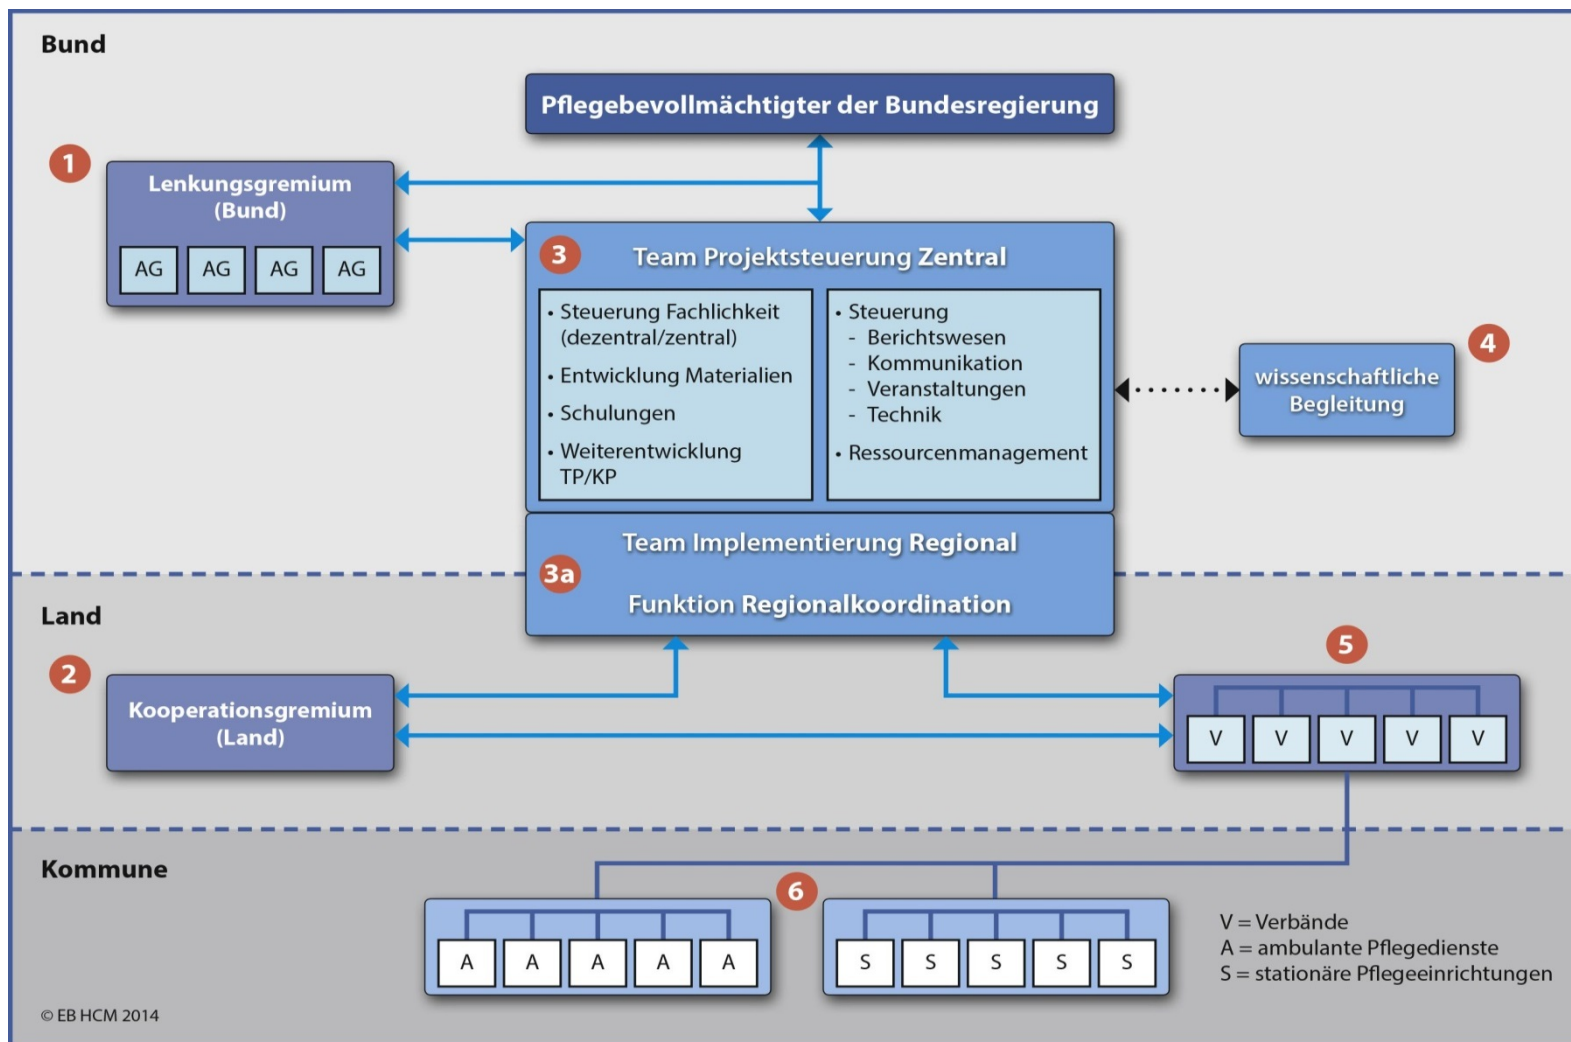 Bund
Pflegebevollmächtigter der Bundesregierung
1
Lenkungsgremium
(Bund)
AG AG AG AG
3
Team Projektsteuerung Zentral
• Steuerung Fachlichkeit
(dezentral/zentral)
• Entwicklung Materialien
• Schulungen
• Weiterentwicklung
TP/KP
• Steuerung
- Berichtswesen
- Kommunikation
- Veranstaltungen
- Technik
• Ressourcenmanagement
4
wissenschaftliche
Begleitung
Team Implementierung Regional
3a
Funktion Regionalkoordination
Land
2
Kooperationsgremium
(Land)
5
V V V V V
Kommune
6
A A A A A
S S S S S
V = Verbände
A = ambulante Pflegedienste
S = stationäre Pflegeeinrichtungen
© EB HCM 2014